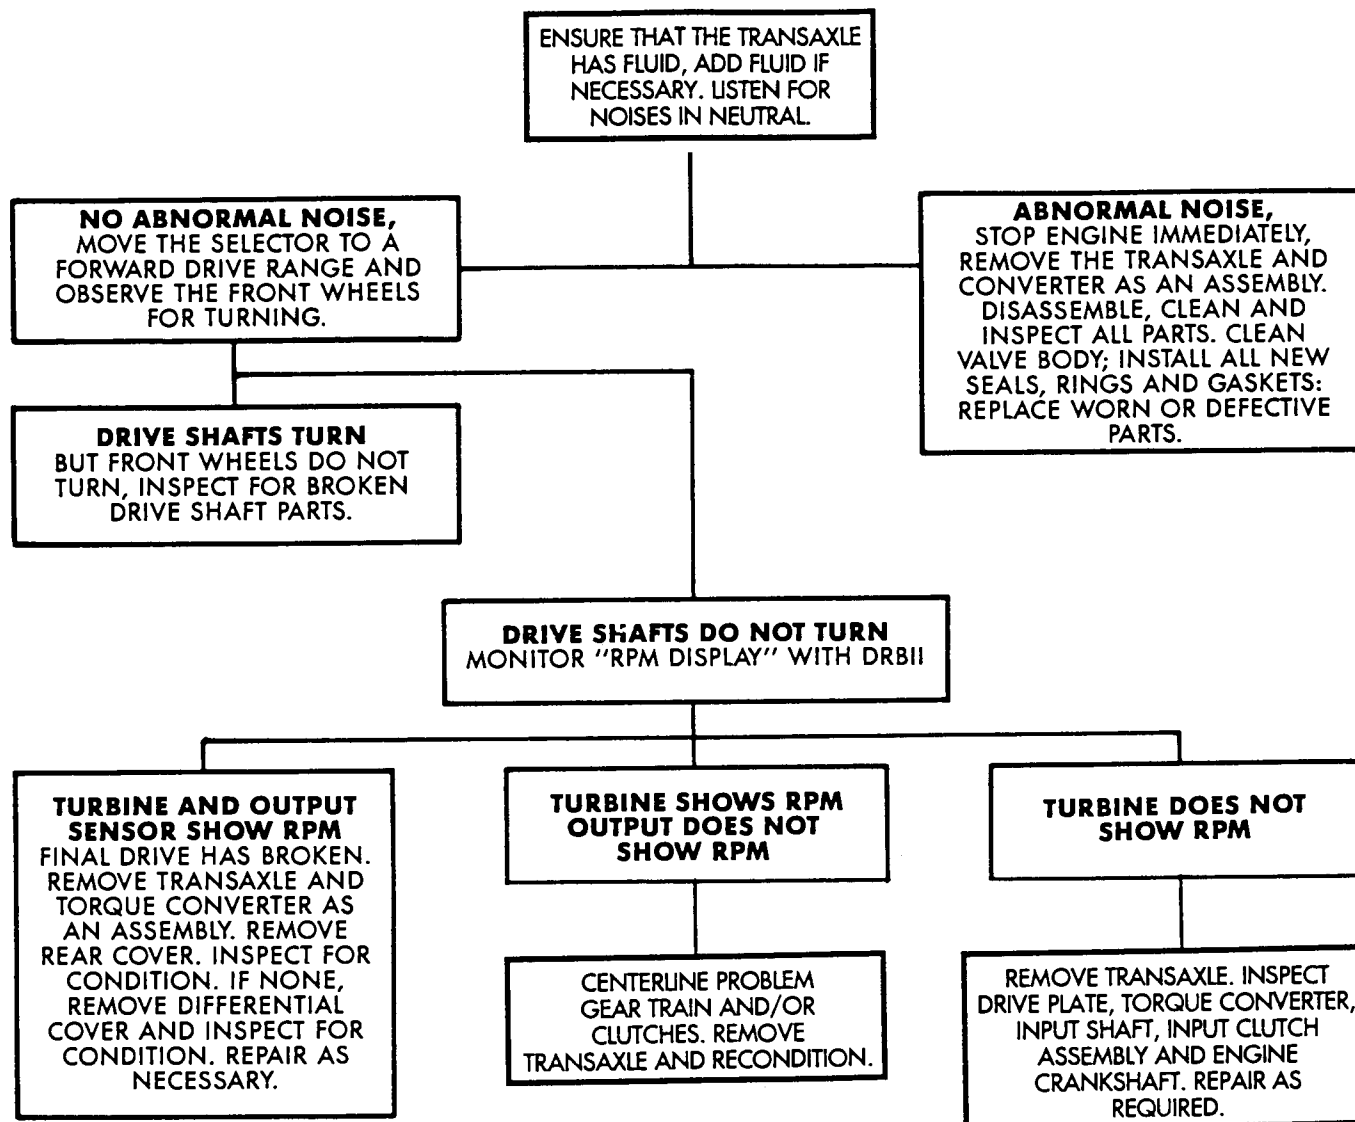 ENSURE THAT THE TRANSAXLE
HAS FLUID, ADD FLUID IF
NECESSARY. LISTEN FOR
NOISES IN NEUTRAL.
NO ABNORMAL NOISE,
MOVE THE SELECTOR TO A
FORWARD DRIVE RANGE AND
OBSERVE THE FRONT WHEELS
FOR TURNING.
ABNORMAL NOISE,
STOP ENGINE IMMEDIATELY,
REMOVE THE TRANSAXLE AND
CONVERTER AS AN ASSEMBLY.
DISASSEMBLE, CLEAN AND
INSPECT ALL PARTS. CLEAN
VALVE BODY; INSTALL ALL NEW
SEALS, RINGS AND GASKETS:
REPLACE WORN OR DEFECTIVE
PARTS.
DRIVE SHAFTS TURN
BUT FRONT WHEELS DO NOT
TURN, INSPECT FOR BROKEN
DRIVE SHAFT PARTS.
DRIVE SHAFTS DO NOT TURN
MONITOR "RPM DISPLAY" WITH DRBII
TURBINE AND OUTPUT
SENSOR SHOW RPM
FINAL DRIVE HAS BROKEN.
REMOVE TRANSAXLE AND
TORQUE CONVERTER AS
AN ASSEMBLY. REMOVE
REAR COVER. INSPECT FOR
CONDITION. IF NONE,
REMOVE DIFFERENTIAL
COVER AND INSPECT FOR
CONDITION. REPAIR AS
NECESSARY.
TURBINE SHOWS RPM
OUTPUT DOES NOT
SHOW RPM
CENTERLINE PROBLEM
GEAR TRAIN AND/OR
CLUTCHES. REMOVE
TRANSAXLE AND RECONDITION.
TURBINE DOES NOT
SHOW RPM
REMOVE TRANSAXLE. INSPECT
DRIVE PLATE, TORQUE CONVERTER,
INPUT SHAFT, INPUT CLUTCH
ASSEMBLY AND ENGINE
CRANKSHAFT. REPAIR AS
REQUIRED.